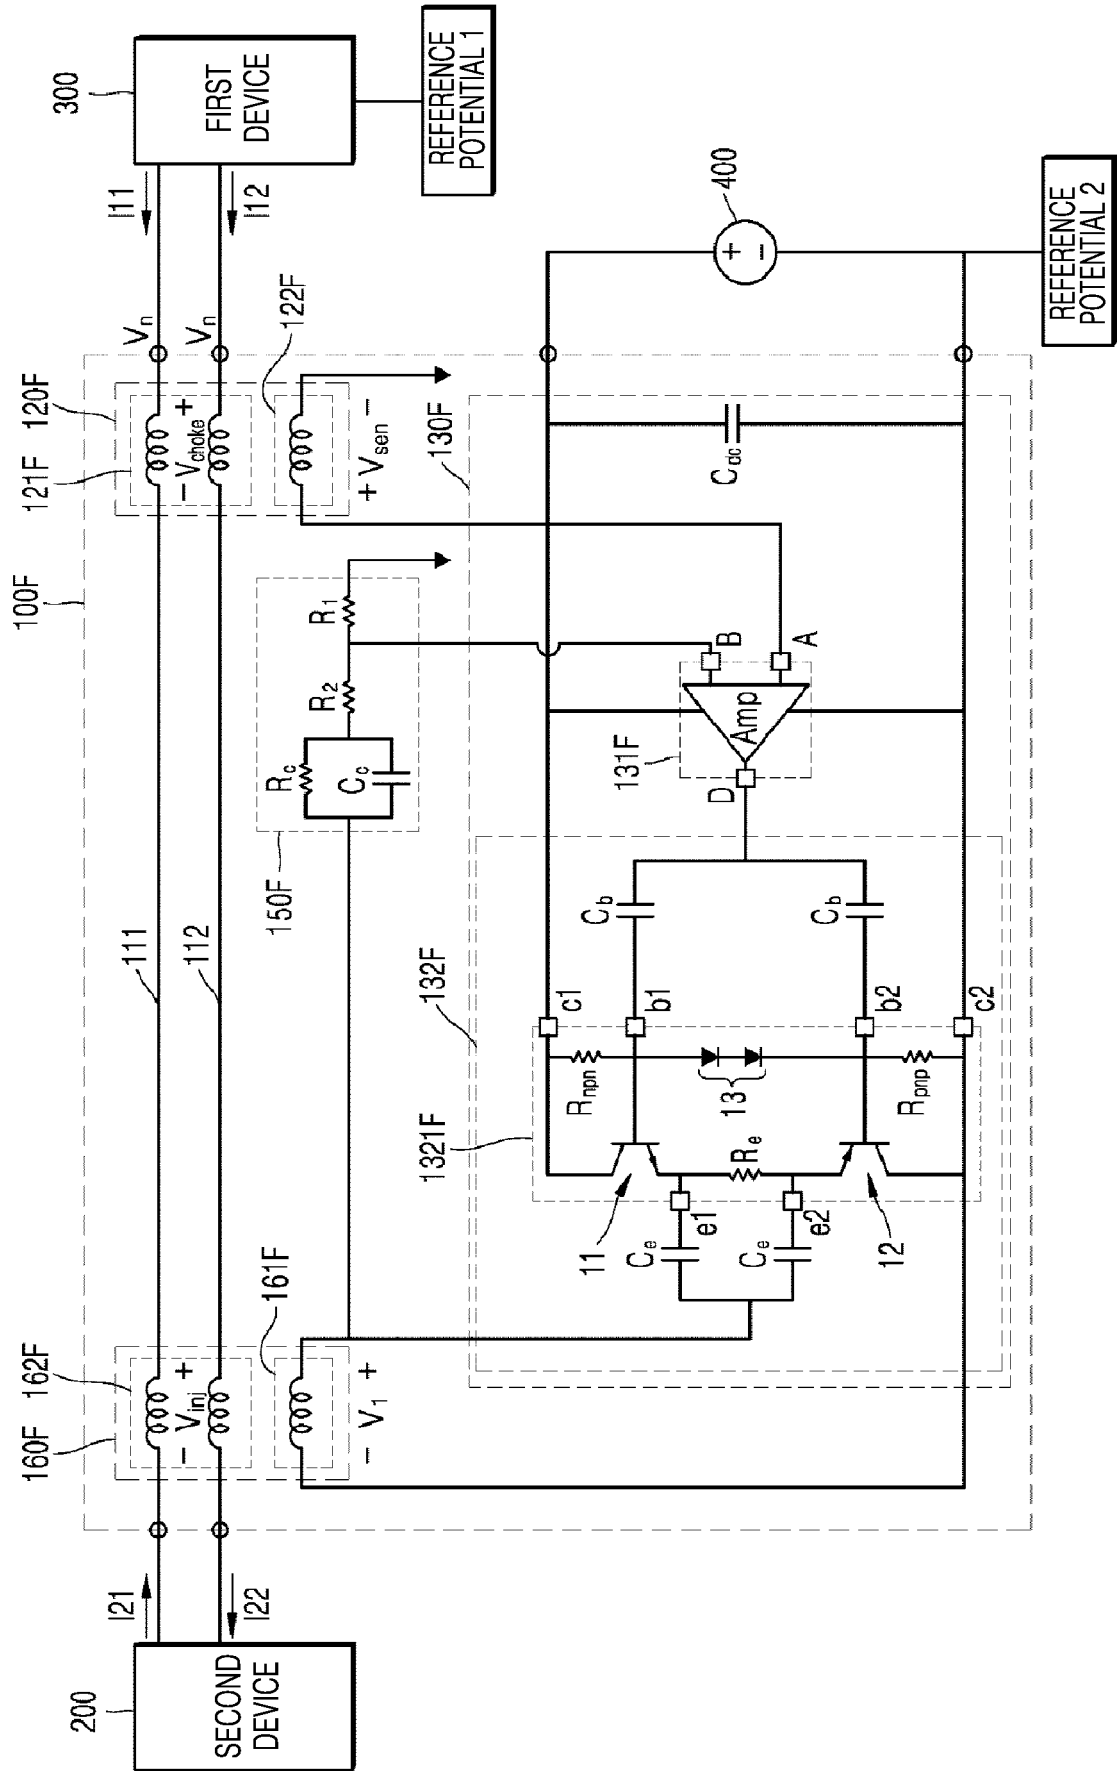 300
FIRST
DEVICE
REFERENCE
POTENTIAL 1
I11
I12
Vn
Vn
120F
121F
122F
− Vchoke +
+ Vsen −
130F
100F
400
+
−
REFERENCE
POTENTIAL 2
Cdc
R1
R2
Rc
Cc
150F
B
A
Amp
131F
D
111
112
132F
1321F
Cb
Cb
c1
b1
b2
c2
Rnpn
13
Rpnp
Re
11
12
e1
e2
Ce
Ce
160F
162F
161F
− Vinj +
− V1 +
I21
I22
200
SECOND
DEVICE